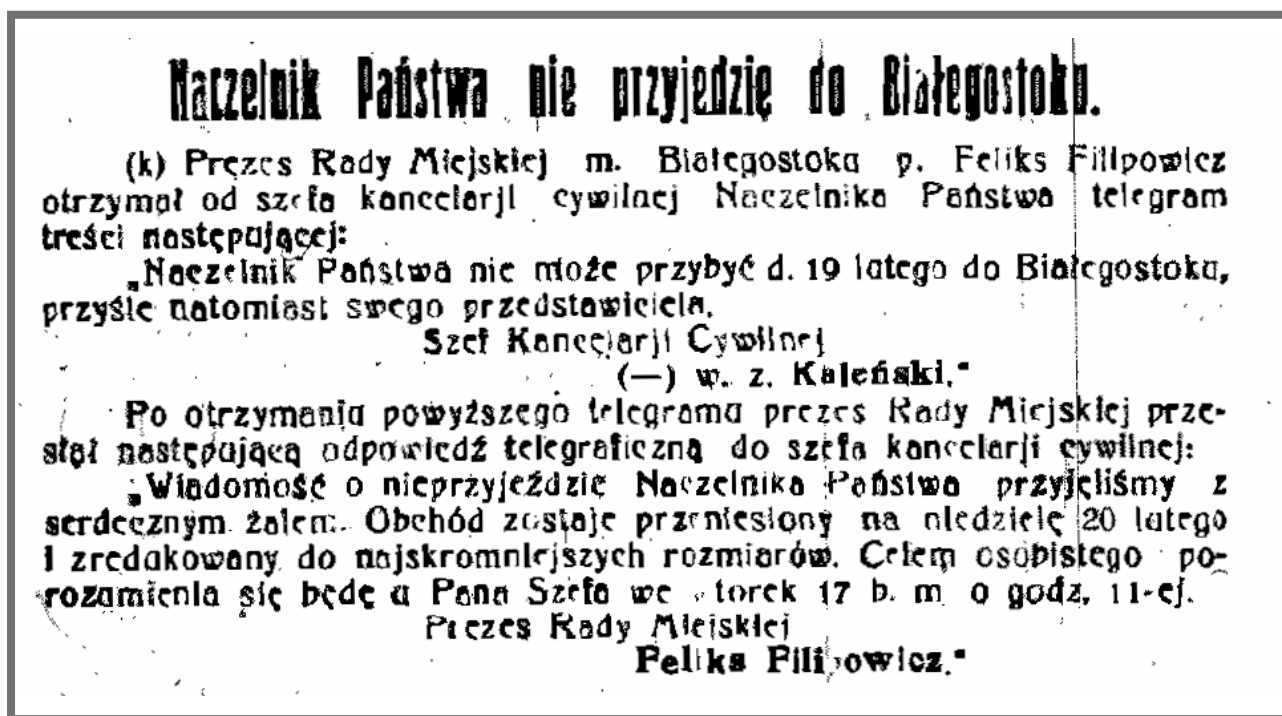 Naczelnik Państwa nie przyjedzie do Białegostoku.
(k) Prezes Rady Miejskiej m. Białegostoku p. Feliks Filipowicz
otrzymał od szefa kancelarji cywilnej Naczelnika Państwa telegram
treści następującej:
„Naczelnik Państwa nie może przybyć d. 19 lutego do Białegostoku,
przyśle natomiast swego przedstawiciela.
Szef Kancelarji Cywilnej
(—) w. z. Kaleński."
Po otrzymaniu powyższego telegramu prezes Rady Miejskiej prze-
słał następującą odpowiedź telegraficzną do szefa kancelarji cywilnej:
„Wiadomość o nieprzyjeździe Naczelnika Państwa przyjęliśmy z
serdecznym żalem. Obchód zostaje przeniesiony na niedzielę 20 lutego
i zredukowany do najskromniejszych rozmiarów. Celem osobistego po-
rozumienia się będę u Pana Szefa we wtorek 17 b. m. o godz. 11-ej.
Prezes Rady Miejskiej
Feliks Filipowicz."